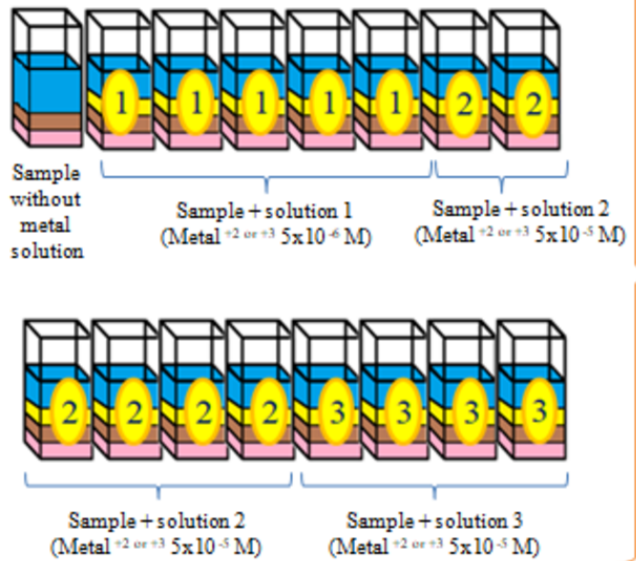 1 1 1 1 1 2 2
Sample
without
metal
solution
Sample + solution 1
(Metal +2 or +3 5x10-6 M)
Sample + solution 2
(Metal +2 or +3 5x10-5 M)
2 2 2 2 3 3 3 3
Sample + solution 2
(Metal +2 or +3 5x10-5 M)
Sample + solution 3
(Metal +2 or +3 5x10-5 M)